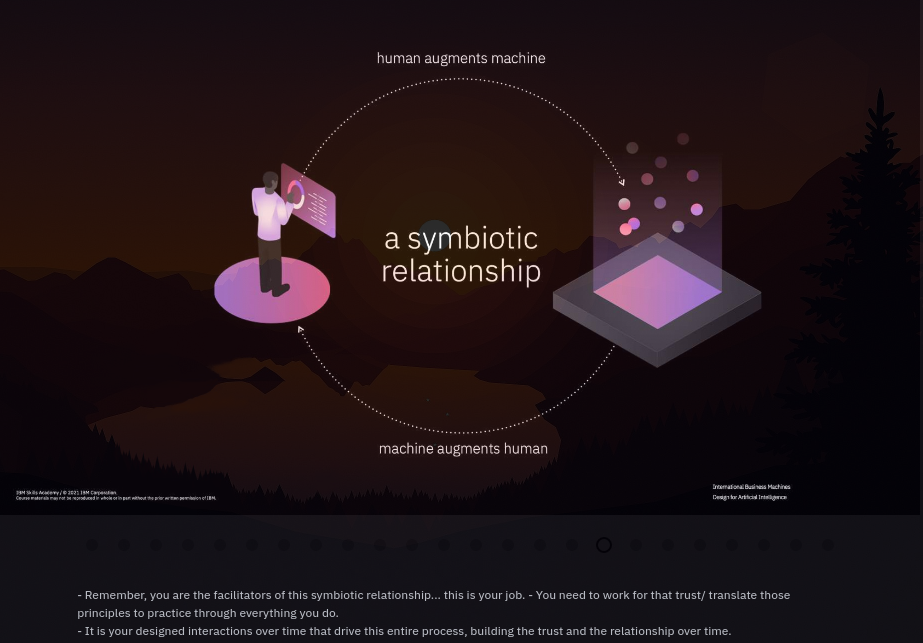 human augments machine
a symbiotic
relationship
machine augments human
IBM Skills Academy / © 2021 IBM Corporation.
Course materials may not be reproduced in whole or in part without the prior written permission of IBM.
International Business Machines
Design for Artificial Intelligence
- Remember, you are the facilitators of this symbiotic relationship... this is your job. - You need to work for that trust/ translate those
principles to practice through everything you do.
- It is your designed interactions over time that drive this entire process, building the trust and the relationship over time.